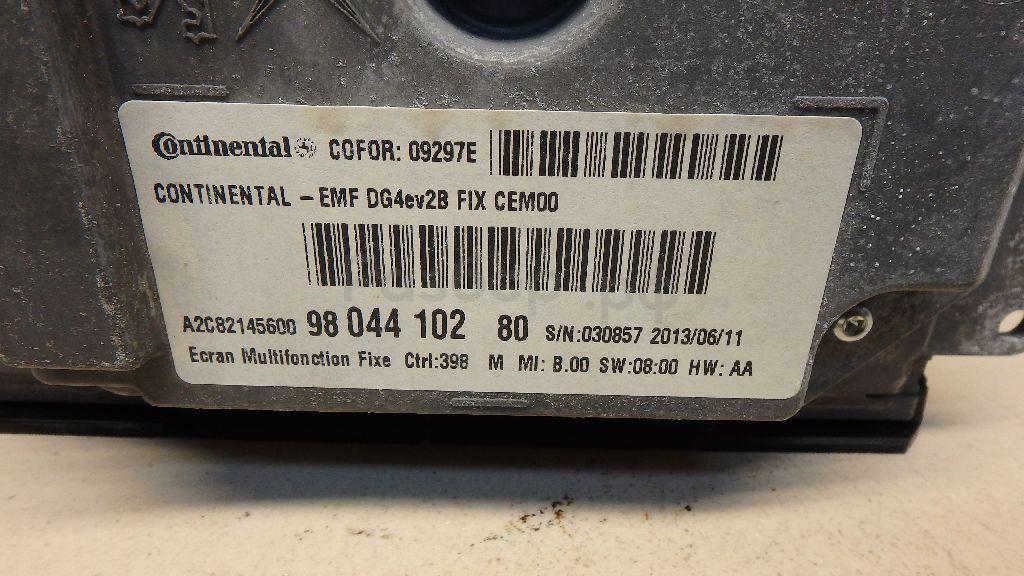 Continental COFOR: 09297E
CONTINENTAL - EMF DG4ev2B FIX CEM00
A2C82145600 98 044 102 80 S/N:030857 2013/06/11
Ecran Multifonction Fixe Ctrl:398 M MI: B.00 SW:08:00 HW: AA